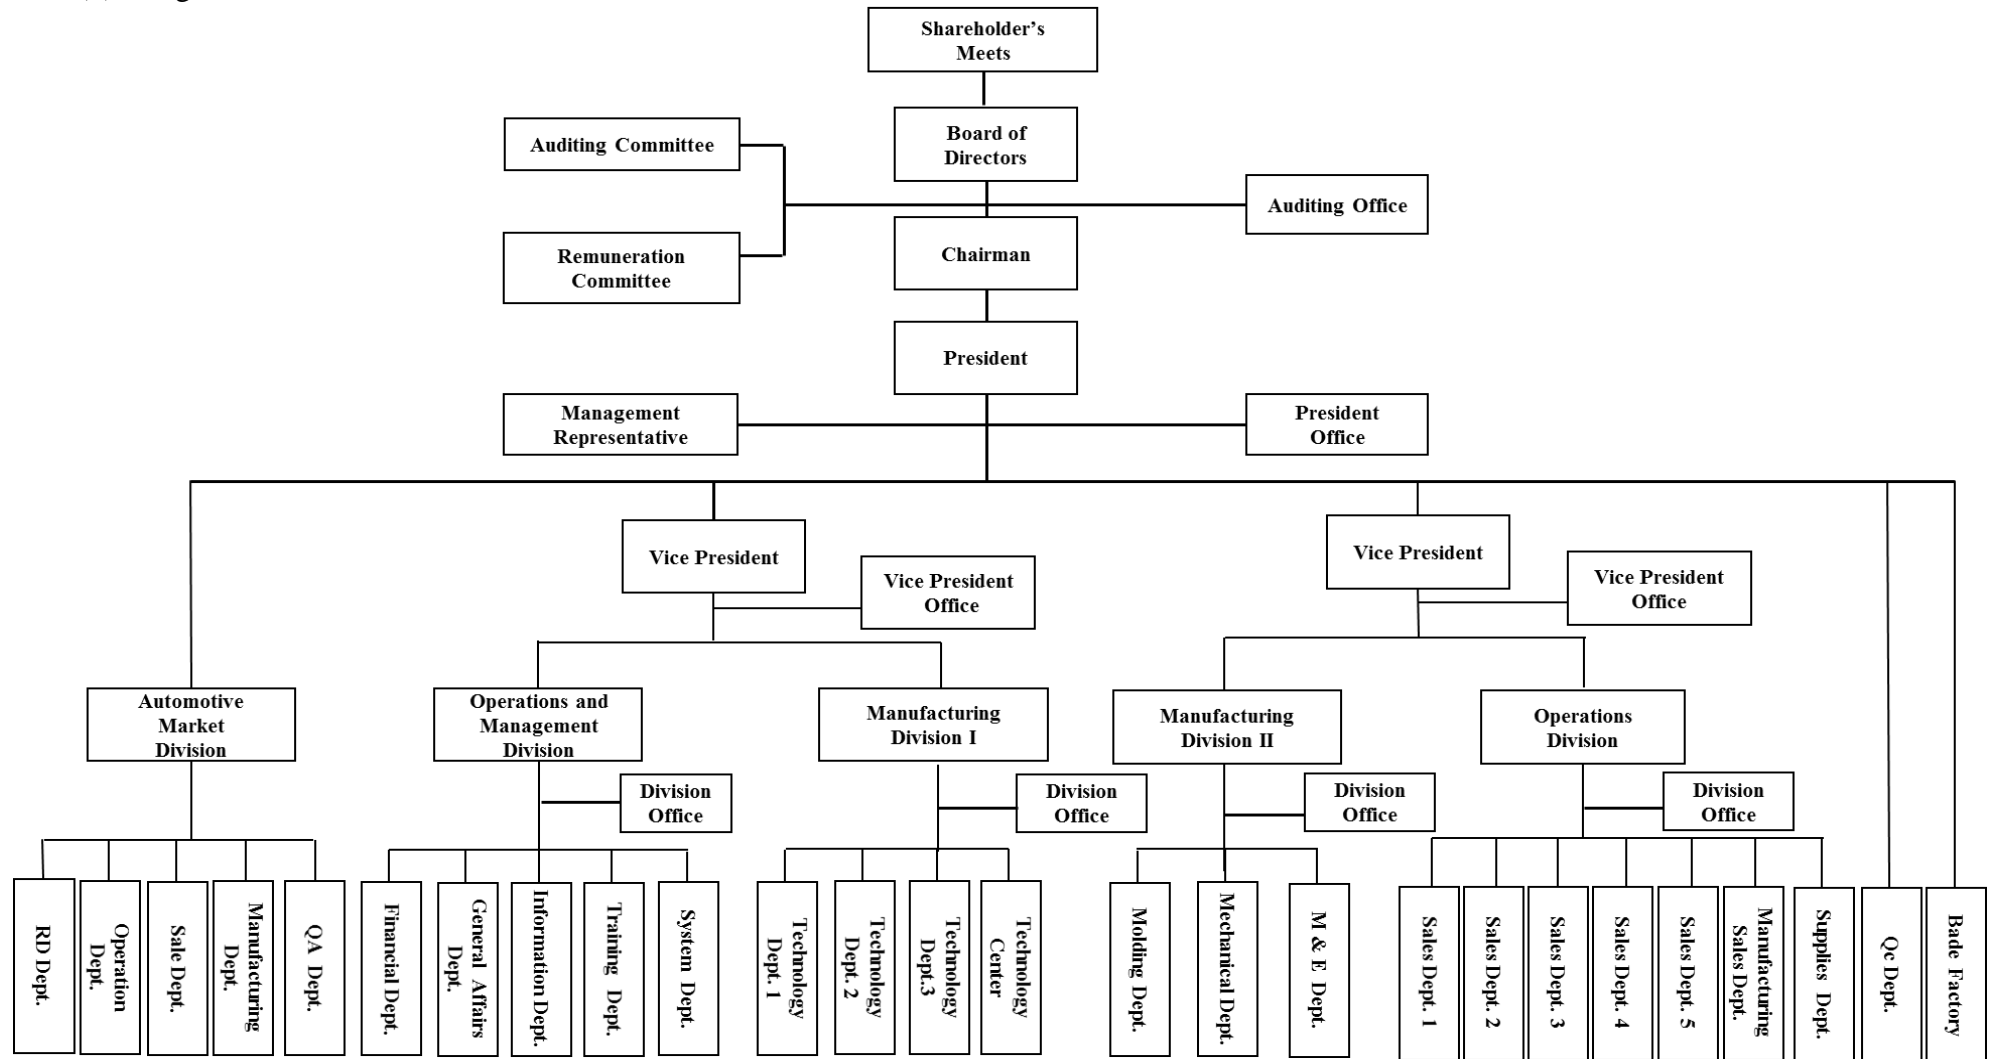 Shareholder's
Meets
Board of
Directors
Auditing Committee
Auditing Office
Remuneration
Committee
Chairman
President
Management
Representative
President
Office
Vice President
Vice President
Office
Vice President
Vice President
Office
Automotive
Market
Division
Operations and
Management
Division
Manufacturing
Division I
Manufacturing
Division II
Operations
Division
Division
Office
Division
Office
Division
Office
Division
Office
RD Dept.
Operation
Dept.
Sale Dept.
Manufacturing
Dept.
QA Dept.
Financial Dept.
General Affairs
Dept.
Information Dept.
Training Dept.
System Dept.
Technology
Dept. 1
Technology
Dept. 2
Technology
Dept.3
Technology
Center
Molding Dept.
Mechanical Dept.
M & E Dept.
Sales Dept. 1
Sales Dept. 2
Sales Dept. 3
Sales Dept. 4
Sales Dept. 5
Manufacturing
Sales Dept.
Supplies Dept.
Qc Dept.
Bade Factory